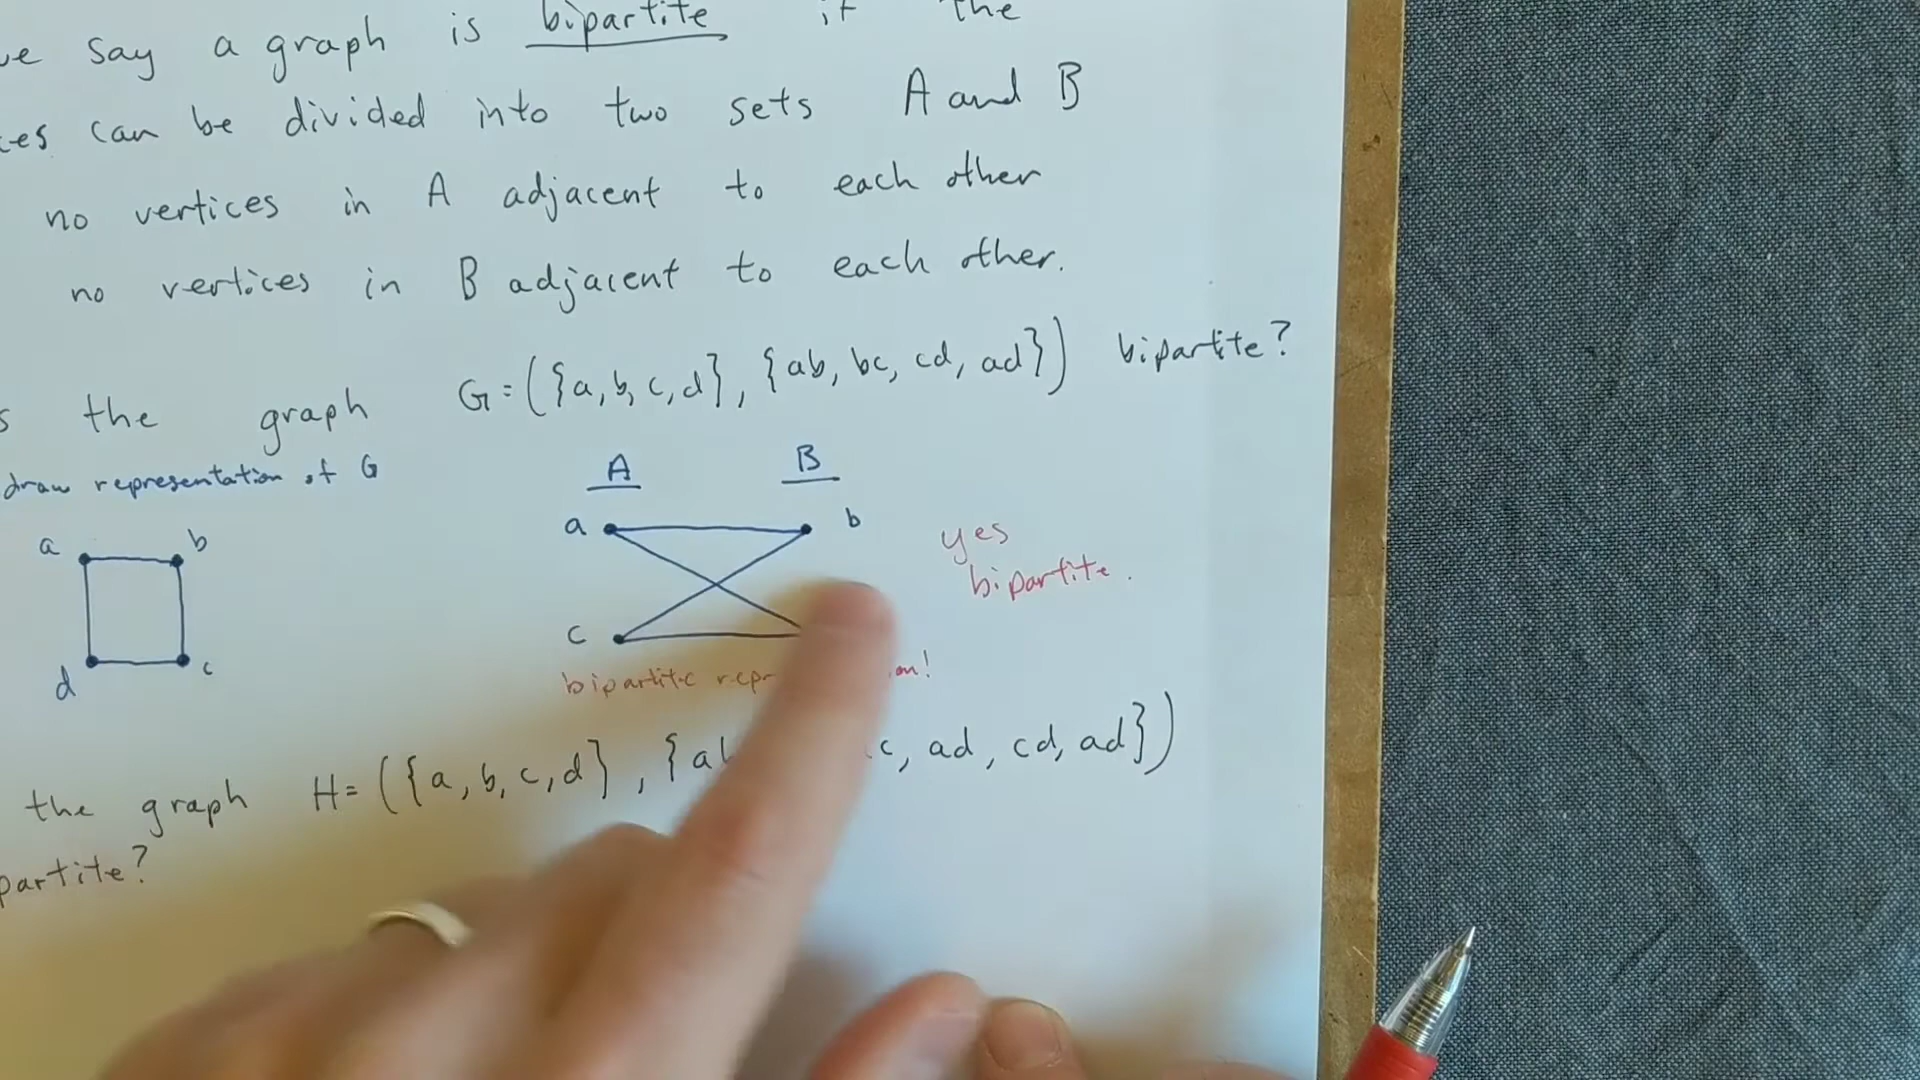 say a graph is bipartite if the
can be divided into two sets A and B
no vertices in A adjacent to each other
no vertices in B adjacent to each other.
the graph G = ({a, b, c, d}, {ab, bc, cd, ad}) bipartite?
draw representation of G
A B
a b
c
yes
bipartite.
a b
d c
bipartite
the graph H = ({a, b, c, d}, { ad, cd, ad})